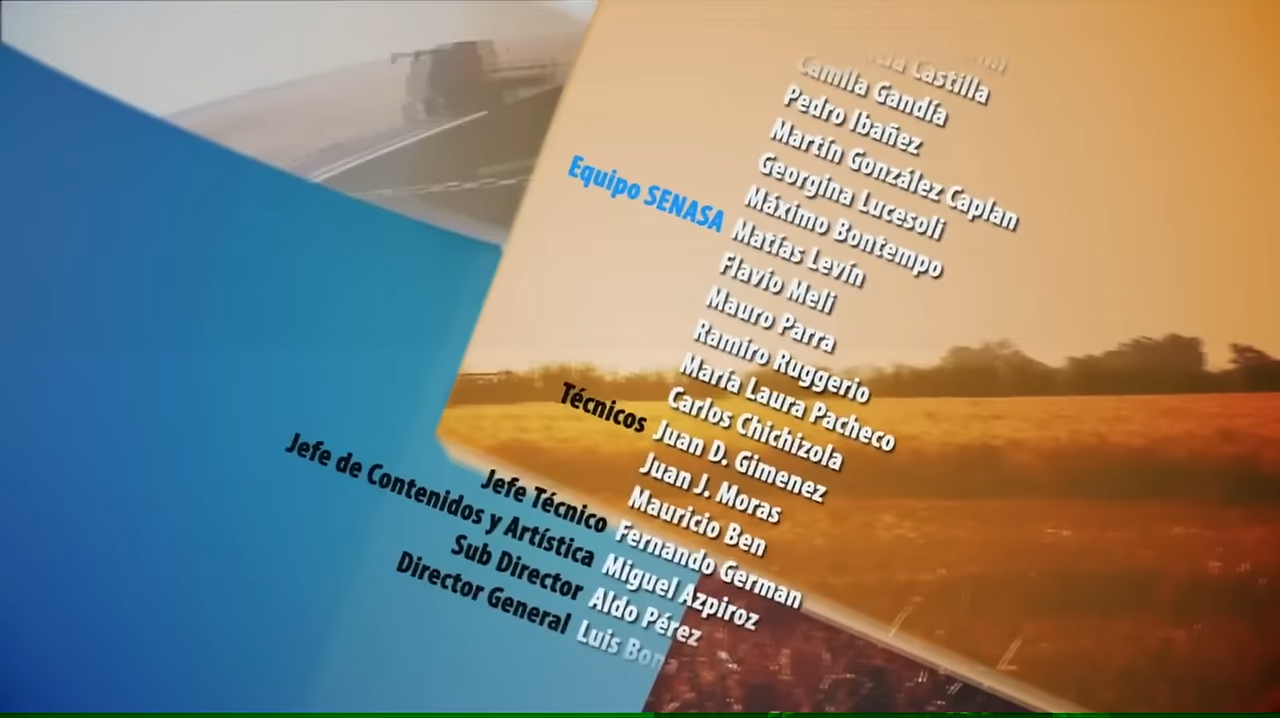 Castilla
Camila Gandía
Pedro Ibañez
Martín González Caplan
Georgina Lucesoli
Máximo Bontempo
Equipo SENASA Matías Levín
Flavio Meli
Mauro Parra
Ramiro Ruggerio
María Laura Pacheco
Carlos Chichizola
Técnicos Juan D. Gimenez
Juan J. Moras
Mauricio Ben
Jefe Técnico Fernando German
Jefe de Contenidos y Artística Miguel Azpiroz
Sub Director Aldo Pérez
Director General Luis